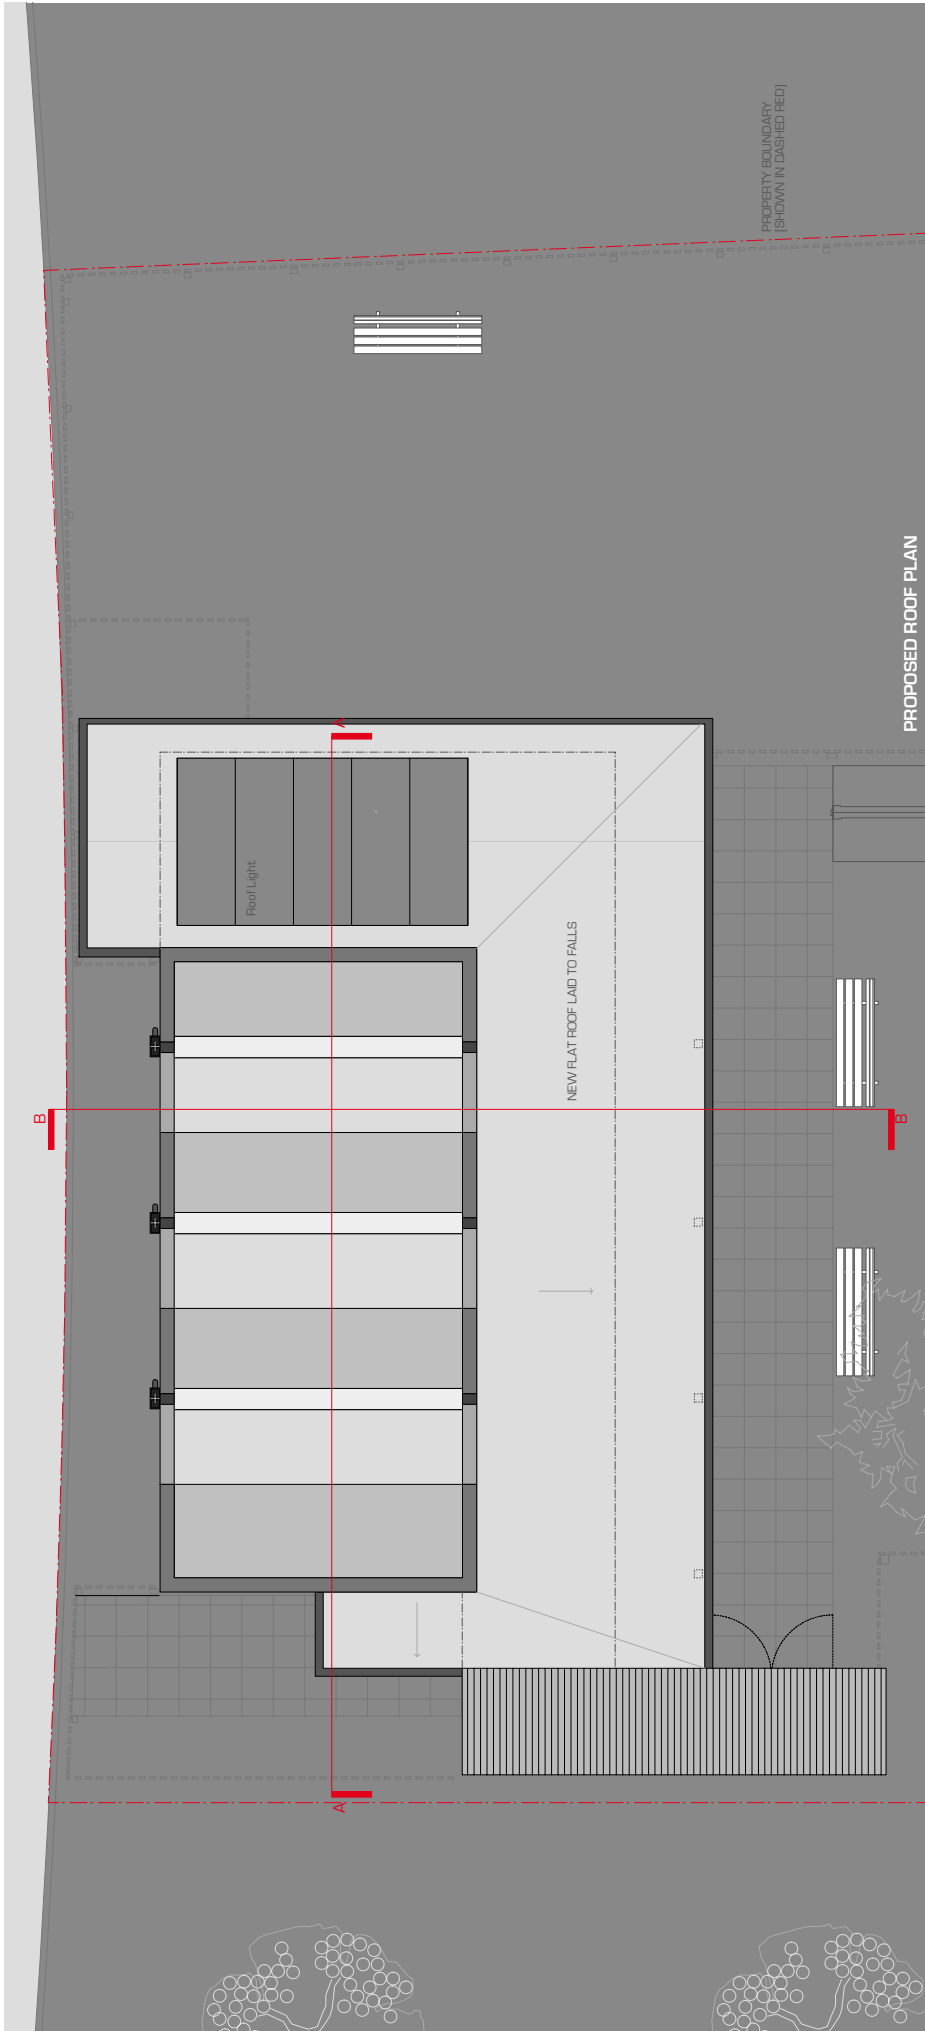 PROPERTY BOUNDARY
[SHOWN IN DASHED RED]
PROPOSED ROOF PLAN
A
Roof Light
NEW FLAT ROOF LAID TO FALLS
B
B
A